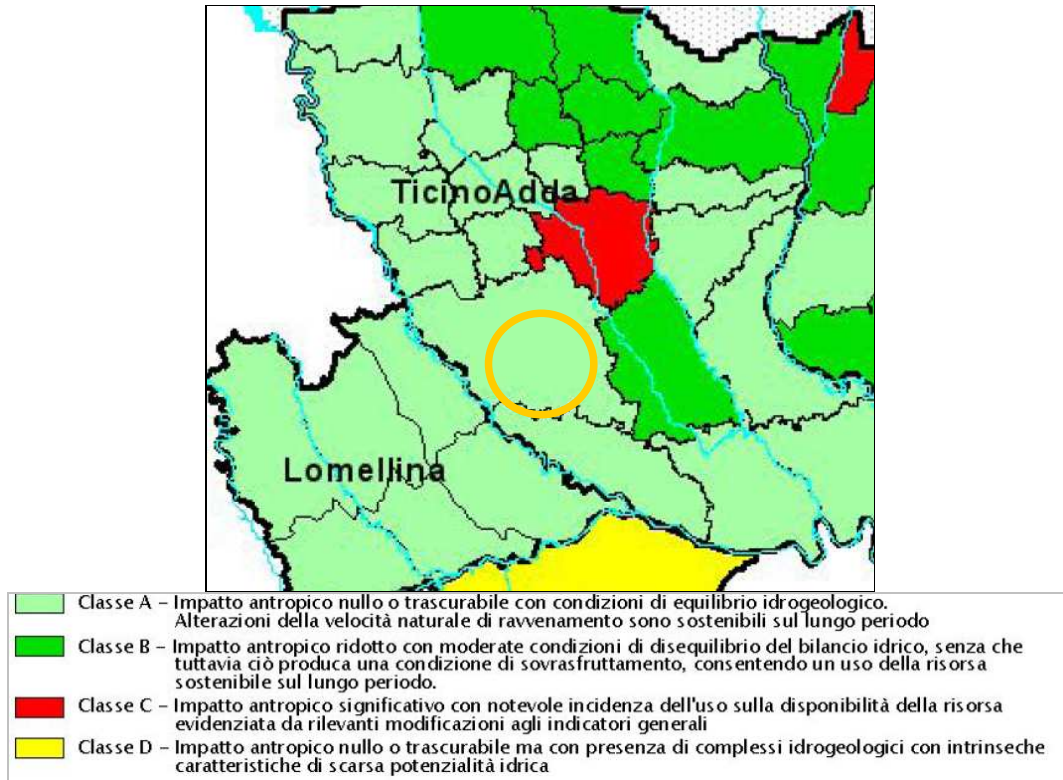 TicinoAdda
Lomellina
Classe A – Impatto antropico nullo o trascurabile con condizioni di equilibrio idrogeologico.
Alterazioni della velocità naturale di ravvenamento sono sostenibili sul lungo periodo
Classe B – Impatto antropico ridotto con moderate condizioni di disequilibrio del bilancio idrico, senza che
tuttavia ciò produca una condizione di sovrasfruttamento, consentendo un uso della risorsa
sostenibile sul lungo periodo.
Classe C – Impatto antropico significativo con notevole incidenza dell'uso sulla disponibilità della risorsa
evidenziata da rilevanti modificazioni agli indicatori generali
Classe D – Impatto antropico nullo o trascurabile ma con presenza di complessi idrogeologici con intrinseche
caratteristiche di scarsa potenzialità idrica